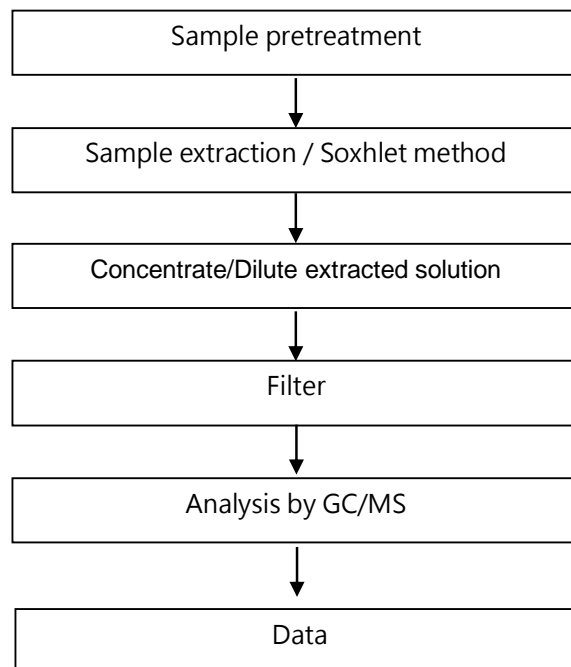 Sample pretreatment
Sample extraction / Soxhlet method
Concentrate/Dilute extracted solution
Filter
Analysis by GC/MS
Data